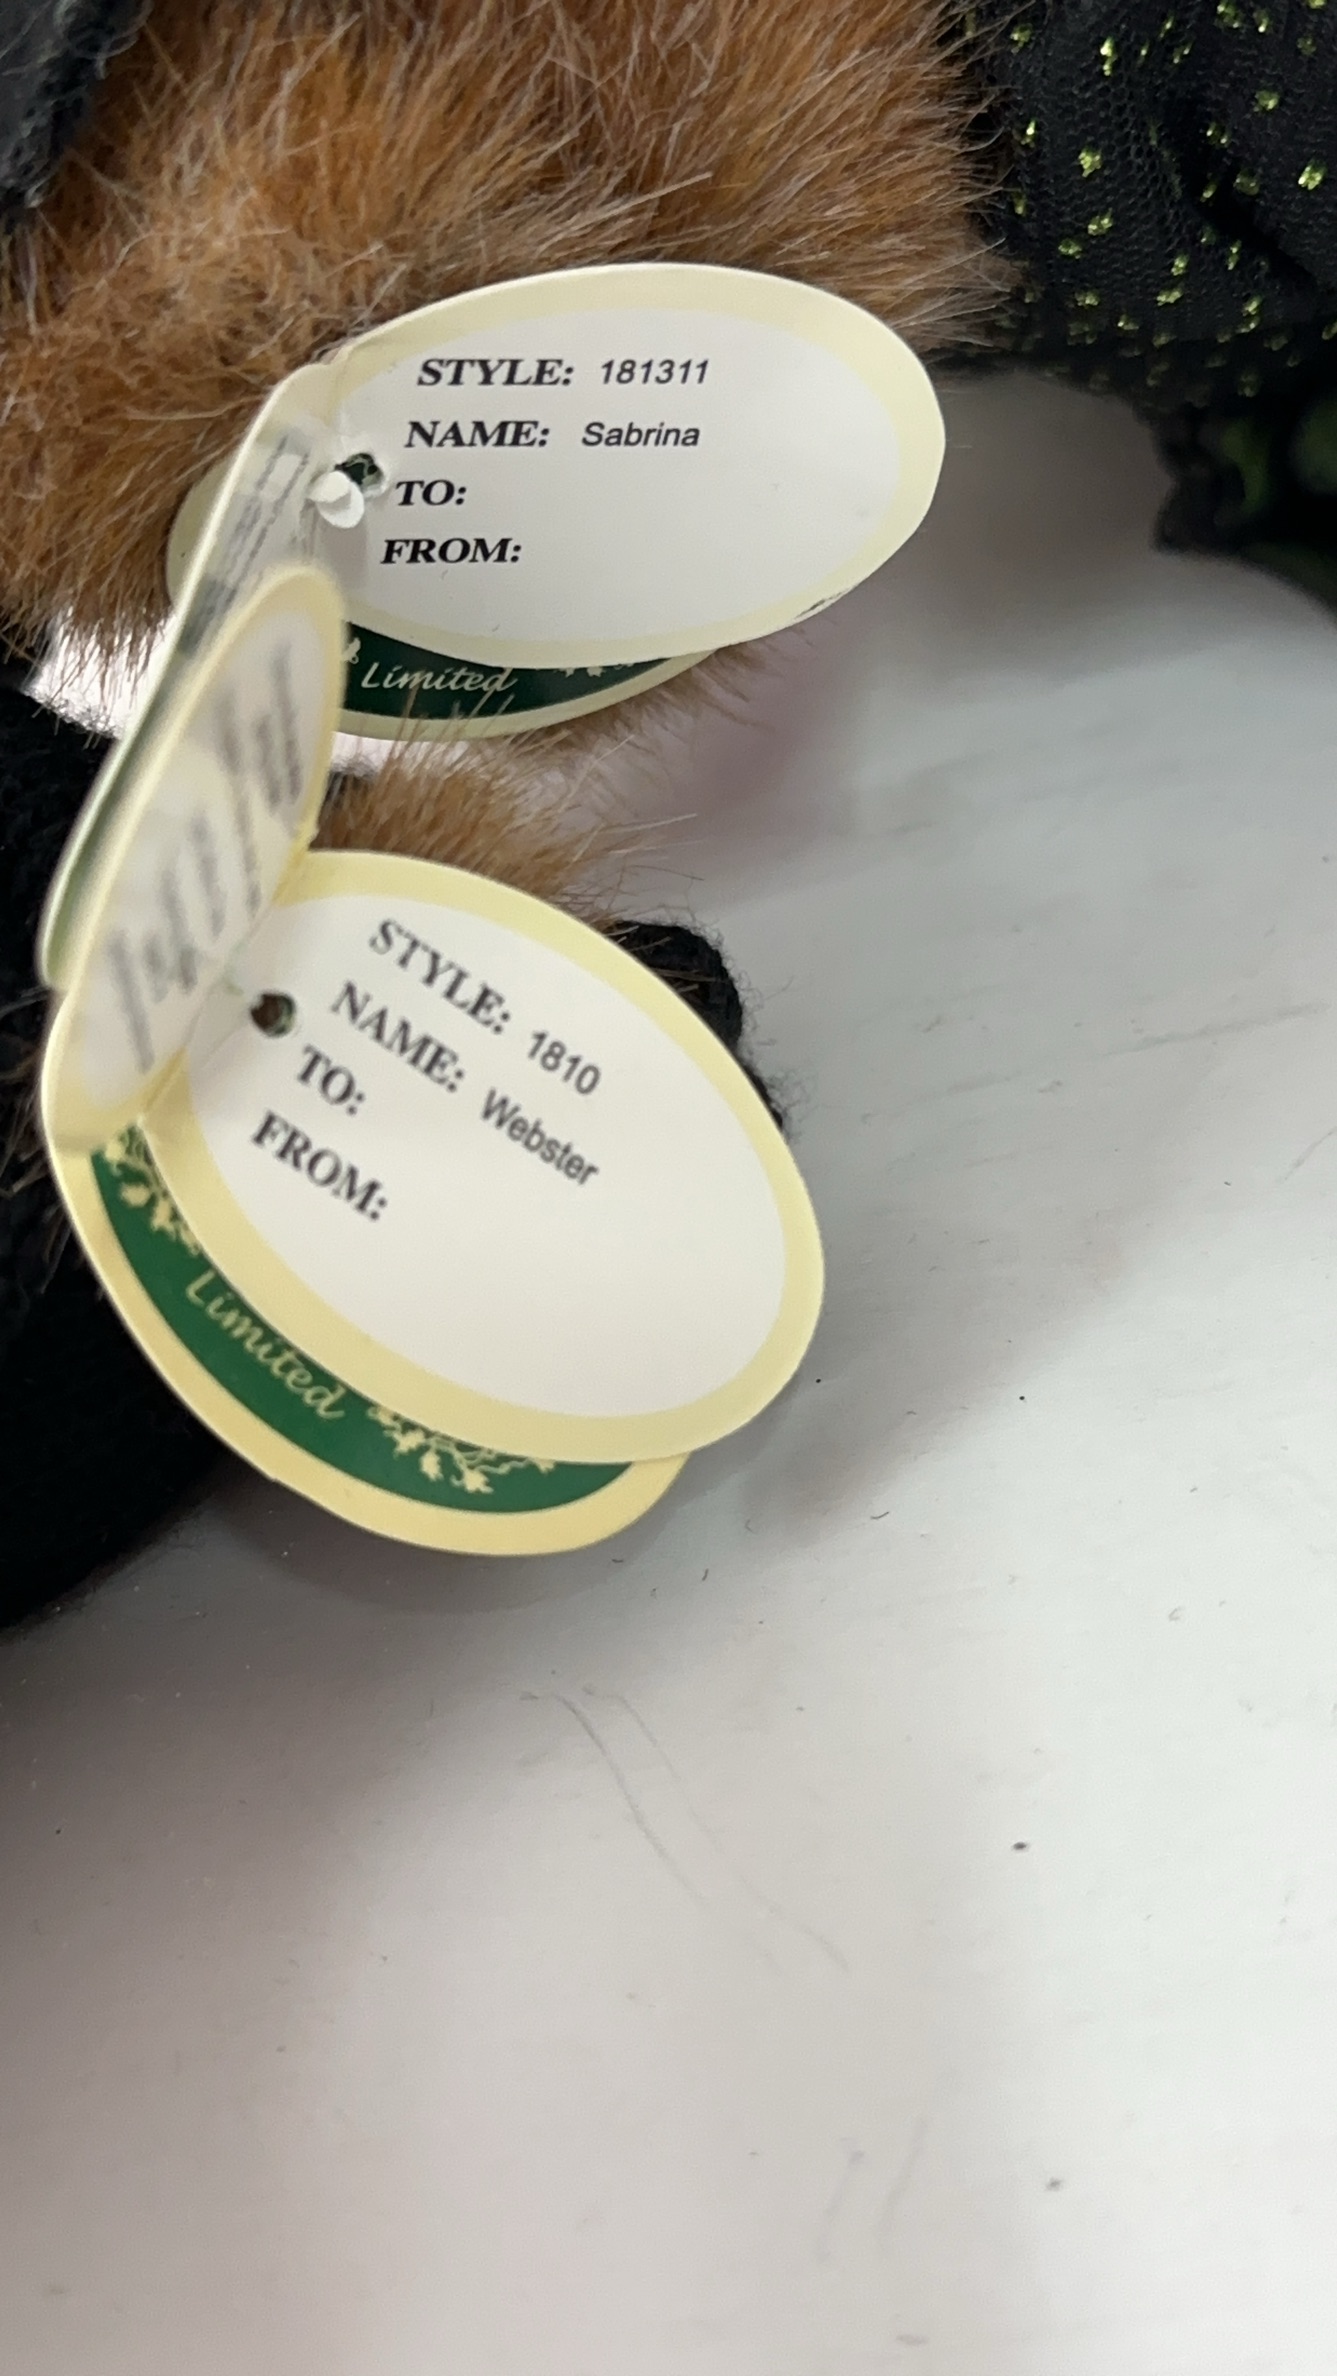 STYLE: 181311
NAME: Sabrina
TO:
FROM:
Limited
STYLE: 1810
NAME: Webster
TO:
FROM:
Limited